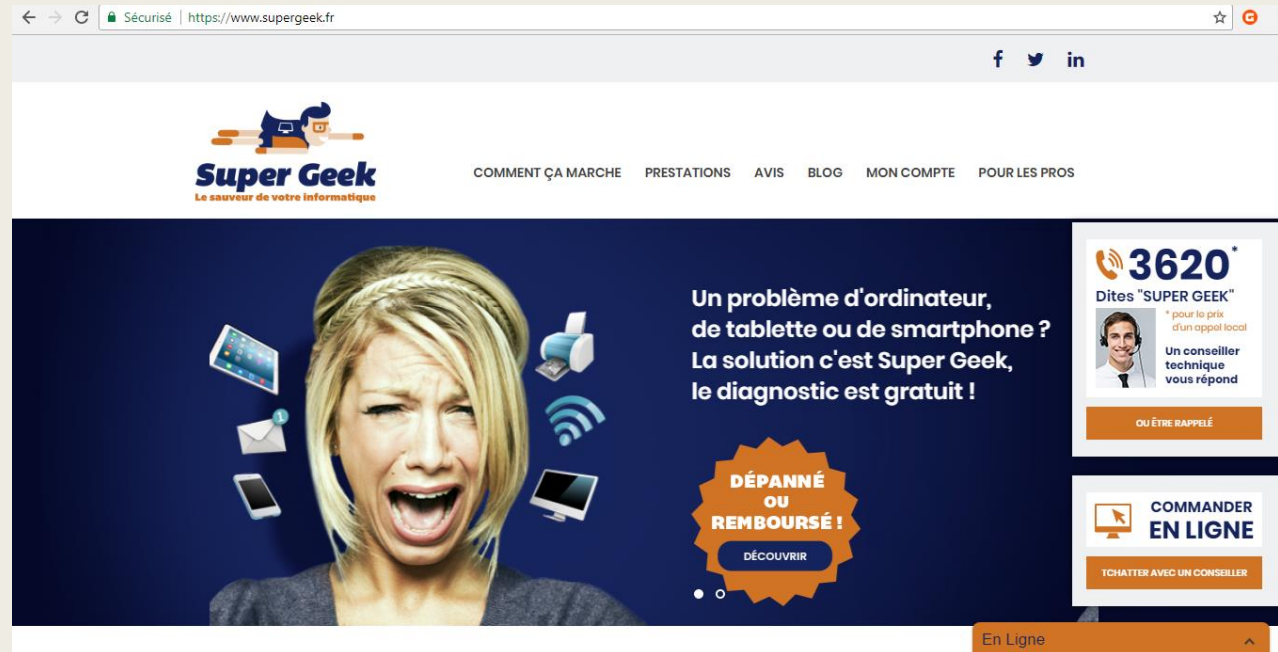 Sécurisé | https://www.supergeek.fr
f in
Super Geek
Le sauveur de votre informatique
COMMENT ÇA MARCHE PRESTATIONS AVIS BLOG MON COMPTE POUR LES PROS
Un problème d'ordinateur,
de tablette ou de smartphone ?
La solution c'est Super Geek,
le diagnostic est gratuit !
DÉPANNÉ
OU
REMBOURSÉ !
DÉCOUVRIR
1
3620*
Dites "SUPER GEEK"
* pour le prix
d'un appel local
Un conseiller
technique
vous répond
OU ÊTRE RAPPELÉ
COMMANDER
EN LIGNE
TCHATTER AVEC UN CONSEILLER
En Ligne